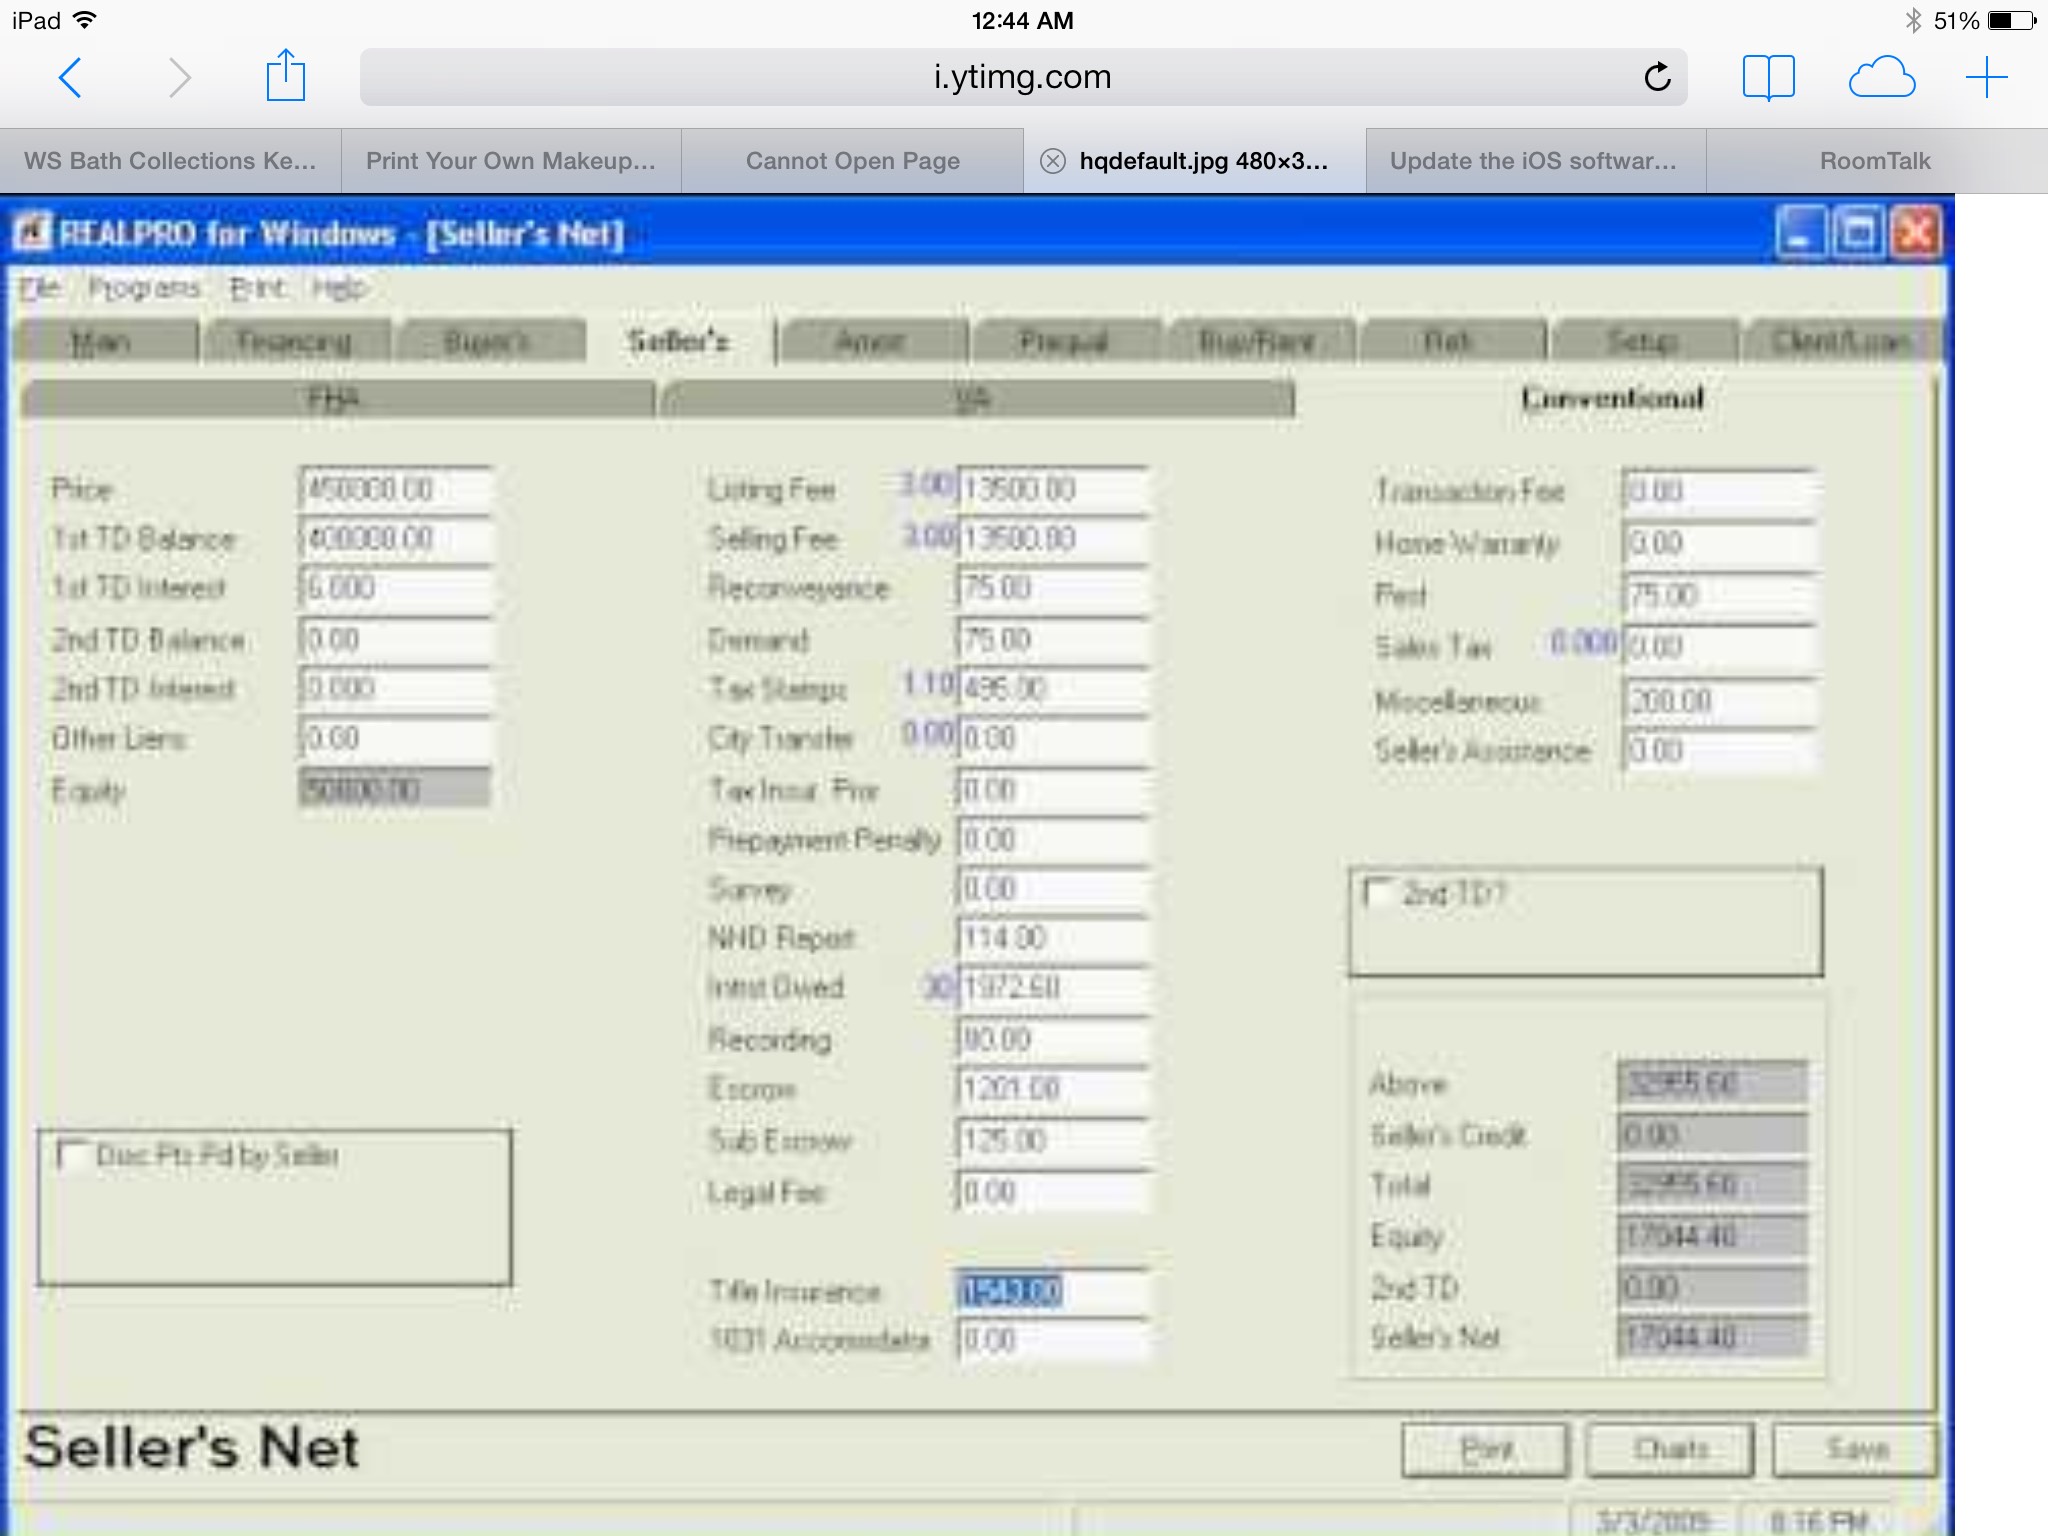 iPad 12:44 AM 51%
i.ytimg.com
WS Bath Collections Ke... Print Your Own Makeup... Cannot Open Page hqdefault.jpg 480×3... Update the iOS softwar... RoomTalk
REALPRO for Windows - [Seller's Net]
File Programs Print Help
Main Financing Buyer's Seller's Amort Prequal Buy/Rent Refi Setup Client/Loan
FHA VA Conventional
Price 450000.00 Listing Fee 3.00 13500.00 Transaction Fee 0.00
1st TD Balance 400000.00 Selling Fee 3.00 13500.00 Home Warranty 0.00
1st TD Interest 6.000 Reconveyance 75.00 Pest 75.00
2nd TD Balance 0.00 Demand 75.00 Sales Tax 0.000 0.00
2nd TD Interest 0.000 Tax Stamps 1.10 495.00 Miscellaneous 200.00
Other Liens 0.00 City Transfer 0.00 0.00 Seller's Assistance 0.00
Equity 50000.00 Tax Insur. Pror 0.00
Prepayment Penalty 0.00
Survey 0.00 2nd TD?
NHD Report 114.00
Intrst Owed 30 1972.60
Recording 80.00
Escrow 1201.00 Above 32955.60
Disc Pts Pd by Seller Sub Escrow 125.00 Seller's Credit 0.00
Legal Fee 0.00 Total 32955.60
Equity 17044.40
Title Insurance 1543.00 2nd TD 0.00
1031 Accomodator 0.00 Seller's Net 17044.40
Seller's Net Print Charts Save
3/3/2009 8:16 PM